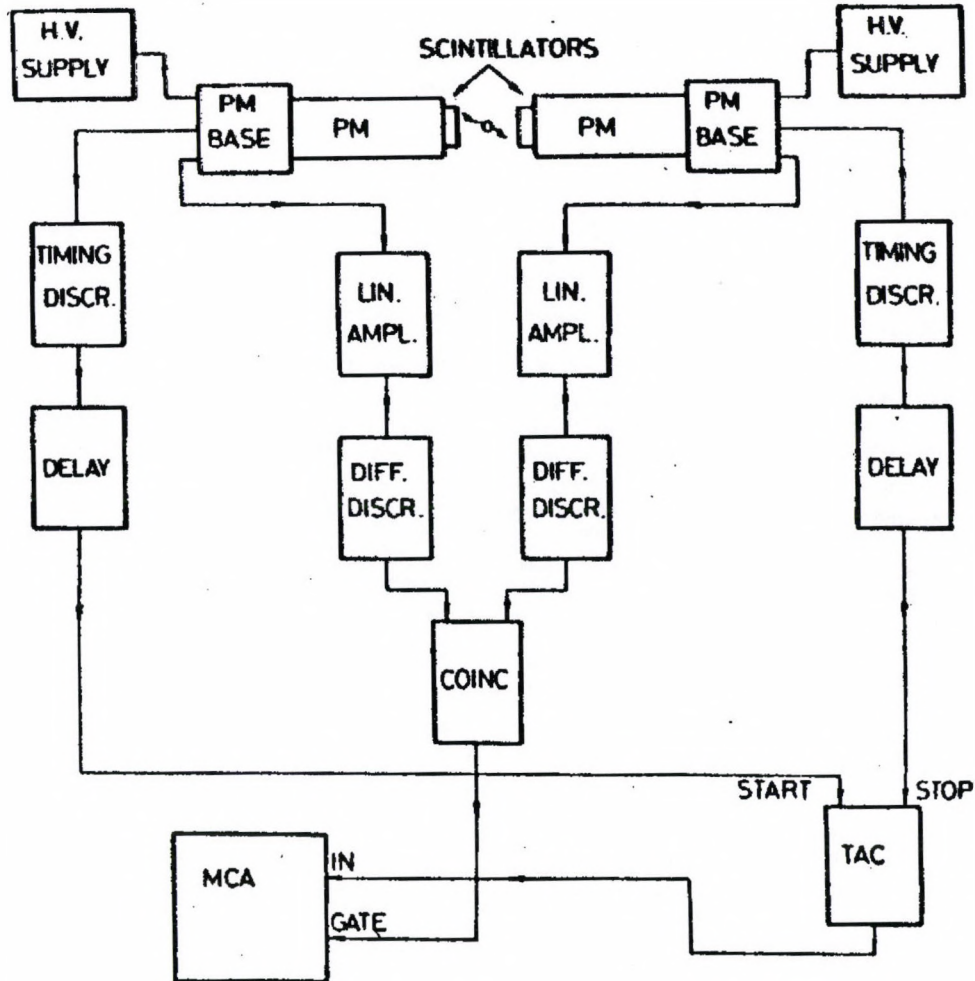 H.V.
SUPPLY
SCINTILLATORS
H.V.
SUPPLY
PM
BASE
PM
PM
PM
BASE
TIMING
DISCR.
LIN.
AMPL.
LIN.
AMPL.
TIMING
DISCR.
DELAY
DIFF.
DISCR.
DIFF.
DISCR.
DELAY
COINC
START
STOP
MCA
IN
GATE
TAC